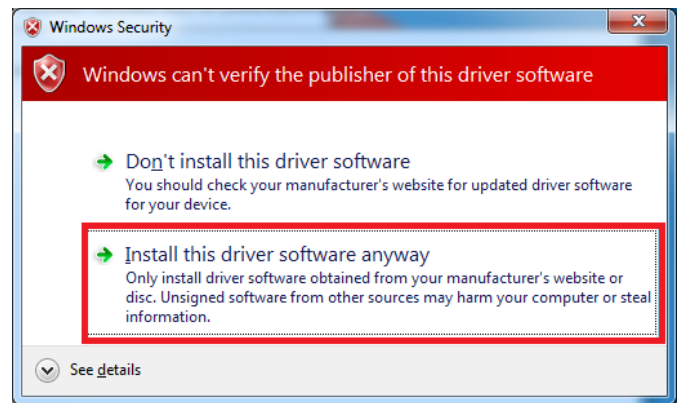 Windows Security
Windows can't verify the publisher of this driver software
Don't install this driver software
You should check your manufacturer's website for updated driver software
for your device.
Install this driver software anyway
Only install driver software obtained from your manufacturer's website or
disc. Unsigned software from other sources may harm your computer or steal
information.
See details